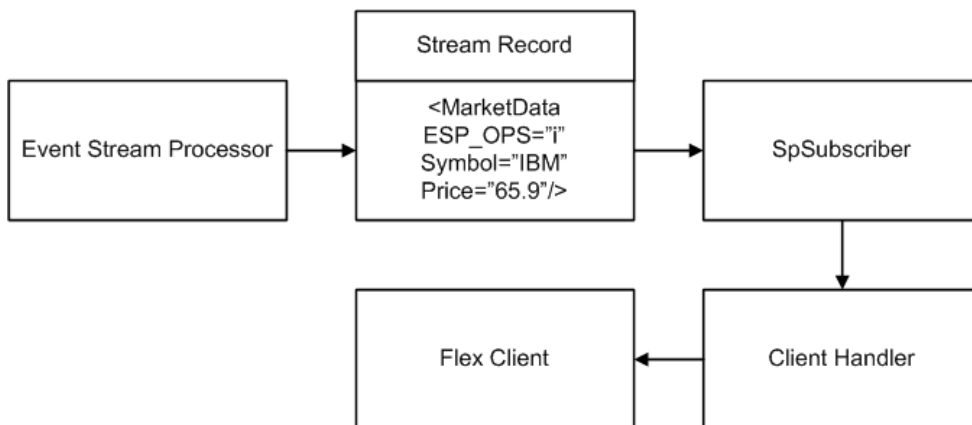 Stream Record
Event Stream Processor
<MarketData
ESP_OPS=”i”
Symbol=”IBM”
Price=”65.9”/>
SpSubscriber
Flex Client
Client Handler